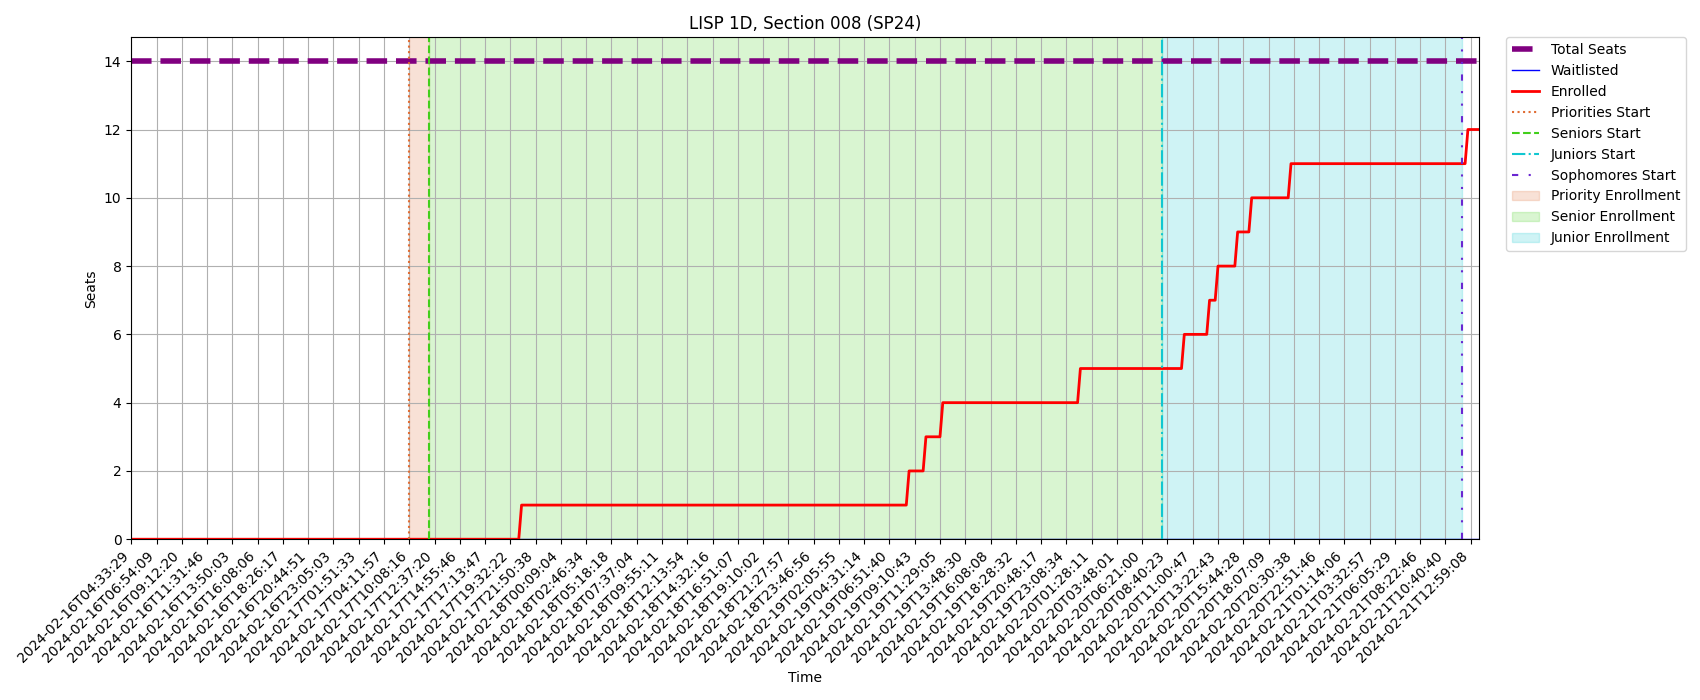 LISP 1D, Section 008 (SP24)
Total Seats
Waitlisted
Enrolled
Priorities Start
Seniors Start
Juniors Start
Sophomores Start
Priority Enrollment
Senior Enrollment
Junior Enrollment
Seats
14
12
10
8
6
4
2
0
2024-02-16T04:33:29
2024-02-16T06:54:09
2024-02-16T09:12:20
2024-02-16T11:31:46
2024-02-16T13:50:03
2024-02-16T16:08:06
2024-02-16T18:26:17
2024-02-16T20:44:51
2024-02-16T23:05:03
2024-02-17T01:51:33
2024-02-17T04:11:57
2024-02-17T10:08:16
2024-02-17T12:37:20
2024-02-17T14:55:46
2024-02-17T17:13:47
2024-02-17T19:32:22
2024-02-17T21:50:38
2024-02-18T00:09:04
2024-02-18T02:46:34
2024-02-18T05:18:19
2024-02-18T07:37:04
2024-02-18T09:55:11
2024-02-18T12:13:54
2024-02-18T14:32:16
2024-02-18T16:51:07
2024-02-18T19:10:02
2024-02-18T21:27:57
2024-02-18T23:46:56
2024-02-19T02:05:55
2024-02-19T04:31:14
2024-02-19T06:51:40
2024-02-19T09:10:43
2024-02-19T11:29:05
2024-02-19T13:48:30
2024-02-19T16:08:08
2024-02-19T18:28:32
2024-02-19T20:48:17
2024-02-19T23:08:34
2024-02-20T01:28:11
2024-02-20T03:48:01
2024-02-20T06:21:00
2024-02-20T08:40:23
2024-02-20T11:00:47
2024-02-20T13:22:43
2024-02-20T15:44:28
2024-02-20T18:07:09
2024-02-20T20:30:38
2024-02-20T22:51:46
2024-02-21T01:14:06
2024-02-21T03:32:57
2024-02-21T06:05:29
2024-02-21T08:22:46
2024-02-21T10:40:40
2024-02-21T12:59:08
Time